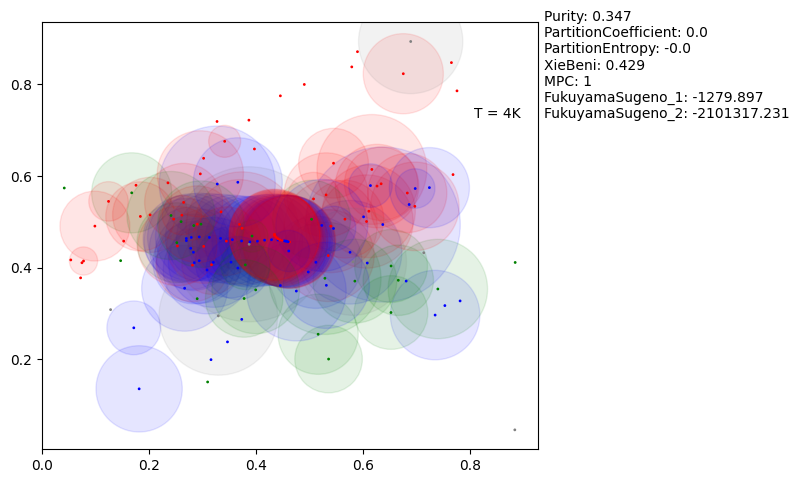 Purity: 0.347
PartitionCoefficient: 0.0
PartitionEntropy: -0.0
XieBeni: 0.429
MPC: 1
FukuyamaSugeno_1: -1279.897
FukuyamaSugeno_2: -2101317.231
T = 4K
0.8
0.6
0.4
0.2
0.0 0.2 0.4 0.6 0.8